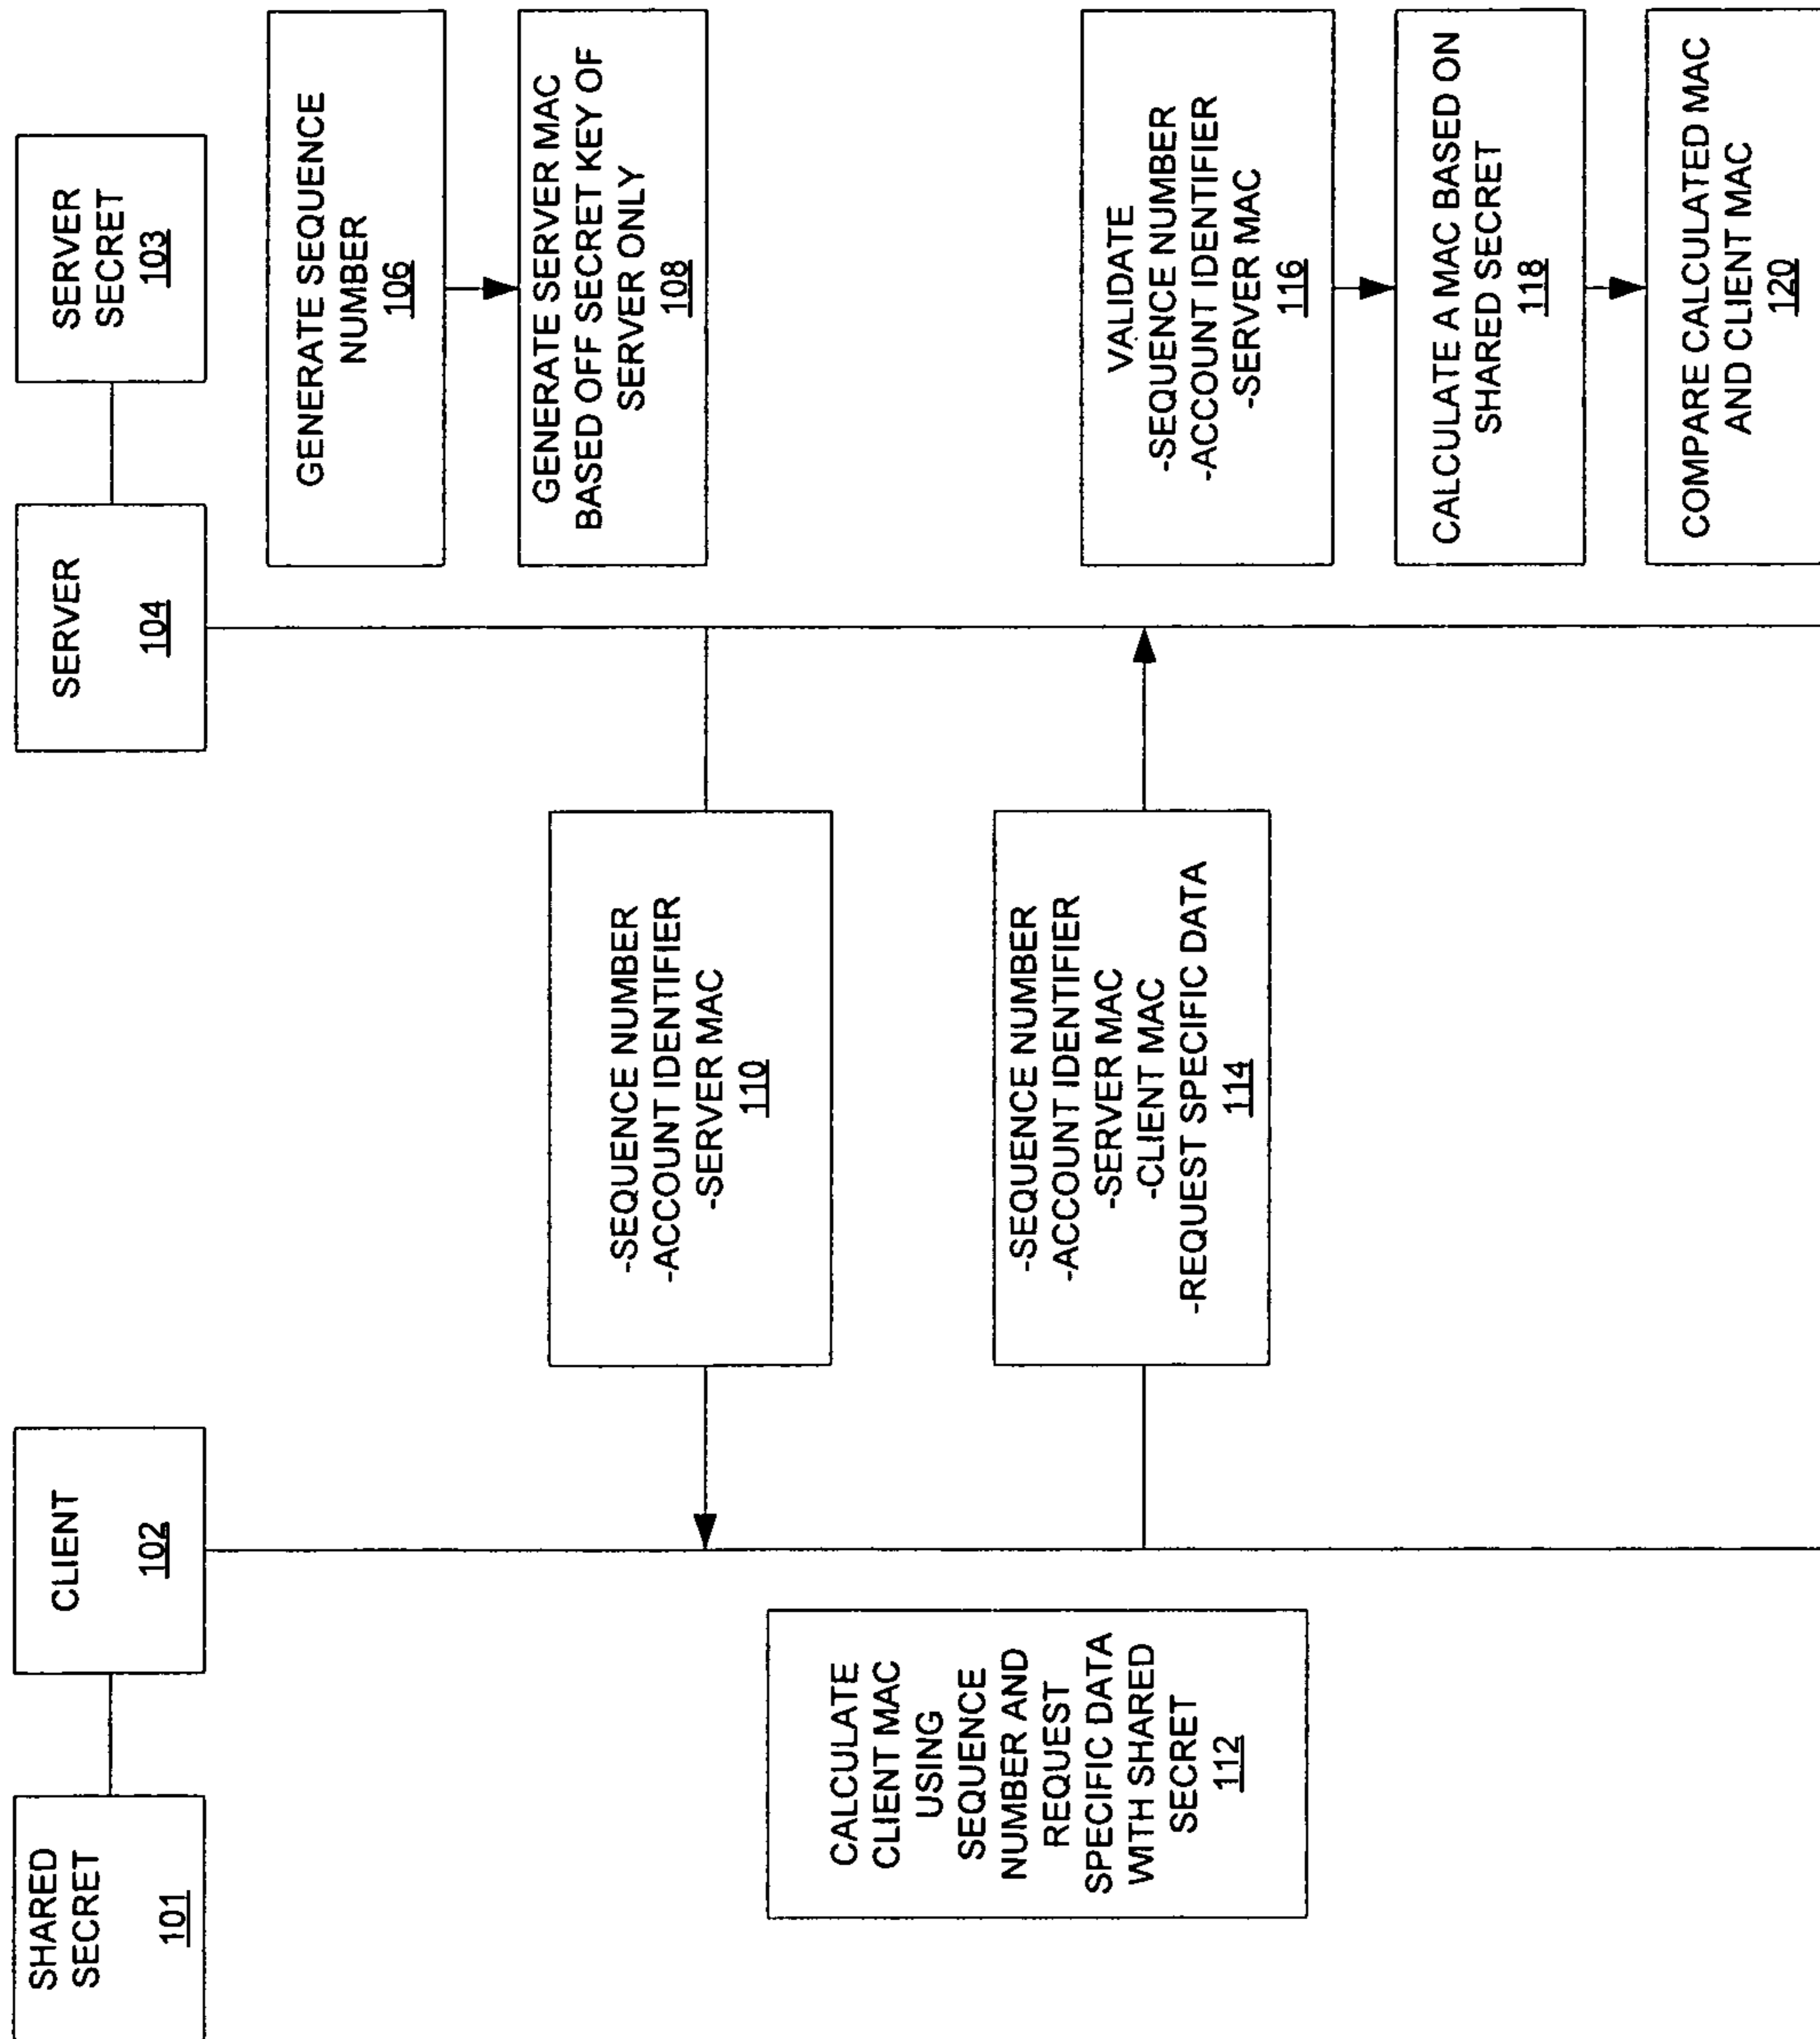 SHARED
SECRET
101
CLIENT
102
SERVER
104
SERVER
SECRET
103
GENERATE SEQUENCE
NUMBER
106
GENERATE SERVER MAC
BASED OFF SECRET KEY OF
SERVER ONLY
108
-SEQUENCE NUMBER
-ACCOUNT IDENTIFIER
-SERVER MAC
110
CALCULATE
CLIENT MAC
USING
SEQUENCE
NUMBER AND
REQUEST
SPECIFIC DATA
WITH SHARED
SECRET
112
-SEQUENCE NUMBER
-ACCOUNT IDENTIFIER
-SERVER MAC
-CLIENT MAC
-REQUEST SPECIFIC DATA
114
VALIDATE
-SEQUENCE NUMBER
-ACCOUNT IDENTIFIER
-SERVER MAC
116
CALCULATE A MAC BASED ON
SHARED SECRET
118
COMPARE CALCULATED MAC
AND CLIENT MAC
120